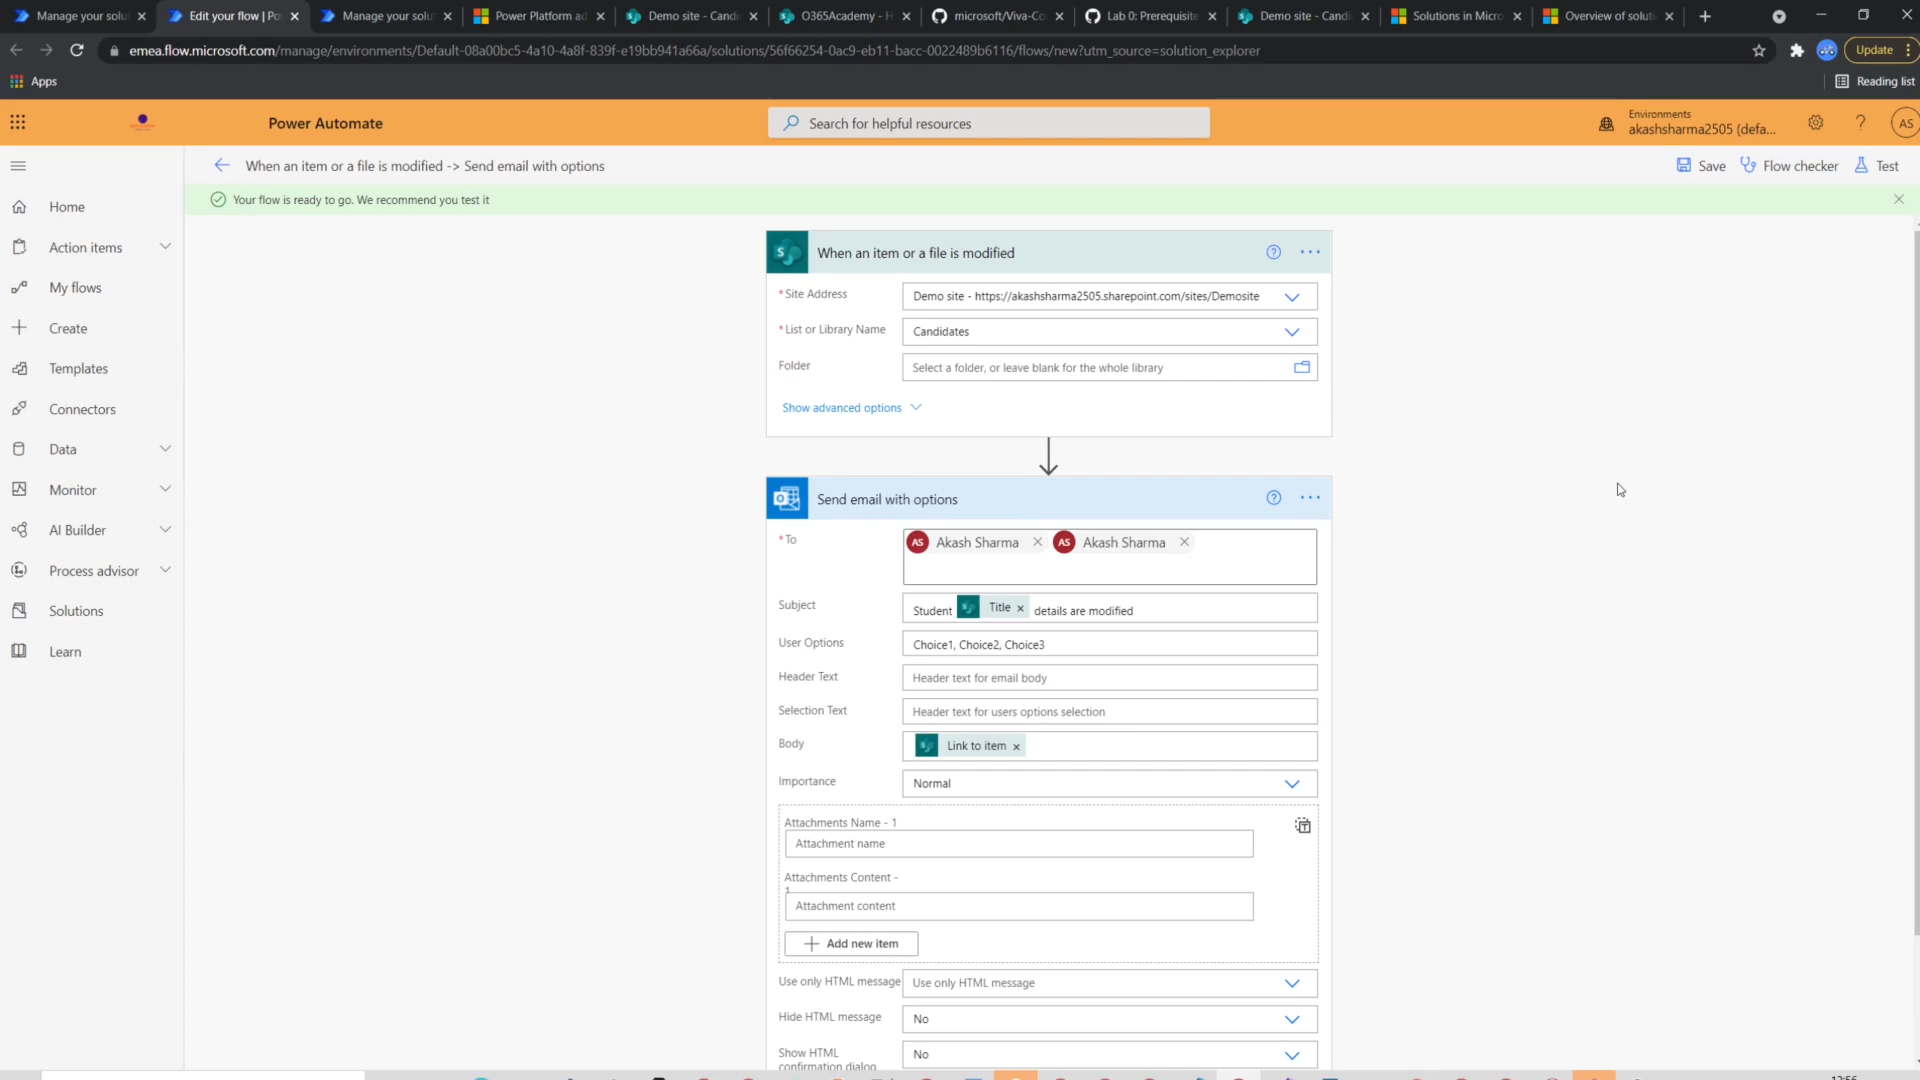 Manage your solu
Edit your flow | Po
Manage your solut
Power Platform ad
Demo site - Candi
O365Academy - H
microsoft/Viva-Co
Lab 0: Prerequisite
Demo site - Candi
Solutions in Micro
Overview of soluti
emea.flow.microsoft.com/manage/environments/Default-08a00bc5-4a10-4a8f-839f-e19bb941a66a/solutions/56f66254-0ac9-eb11-bacc-0022489b6116/flows/new?utm_source=solution_explorer
Update
Apps
Reading list
Power Automate
Search for helpful resources
Environments
akashsharma2505 (defa...
AS
When an item or a file is modified -> Send email with options
Save
Flow checker
Test
Your flow is ready to go. We recommend you test it
Home
Action items
My flows
Create
Templates
Connectors
Data
Monitor
AI Builder
Process advisor
Solutions
Learn
When an item or a file is modified
* Site Address
Demo site - https://akashsharma2505.sharepoint.com/sites/Demosite
* List or Library Name
Candidates
Folder
Select a folder, or leave blank for the whole library
Show advanced options
Send email with options
* To
AS Akash Sharma
AS Akash Sharma
Subject
Student Title details are modified
User Options
Choice1, Choice2, Choice3
Header Text
Header text for email body
Selection Text
Header text for users options selection
Body
Link to item
Importance
Normal
Attachments Name - 1
Attachment name
Attachments Content -
1
Attachment content
Add new item
Use only HTML message
Use only HTML message
Hide HTML message
No
Show HTML
confirmation dialog
No